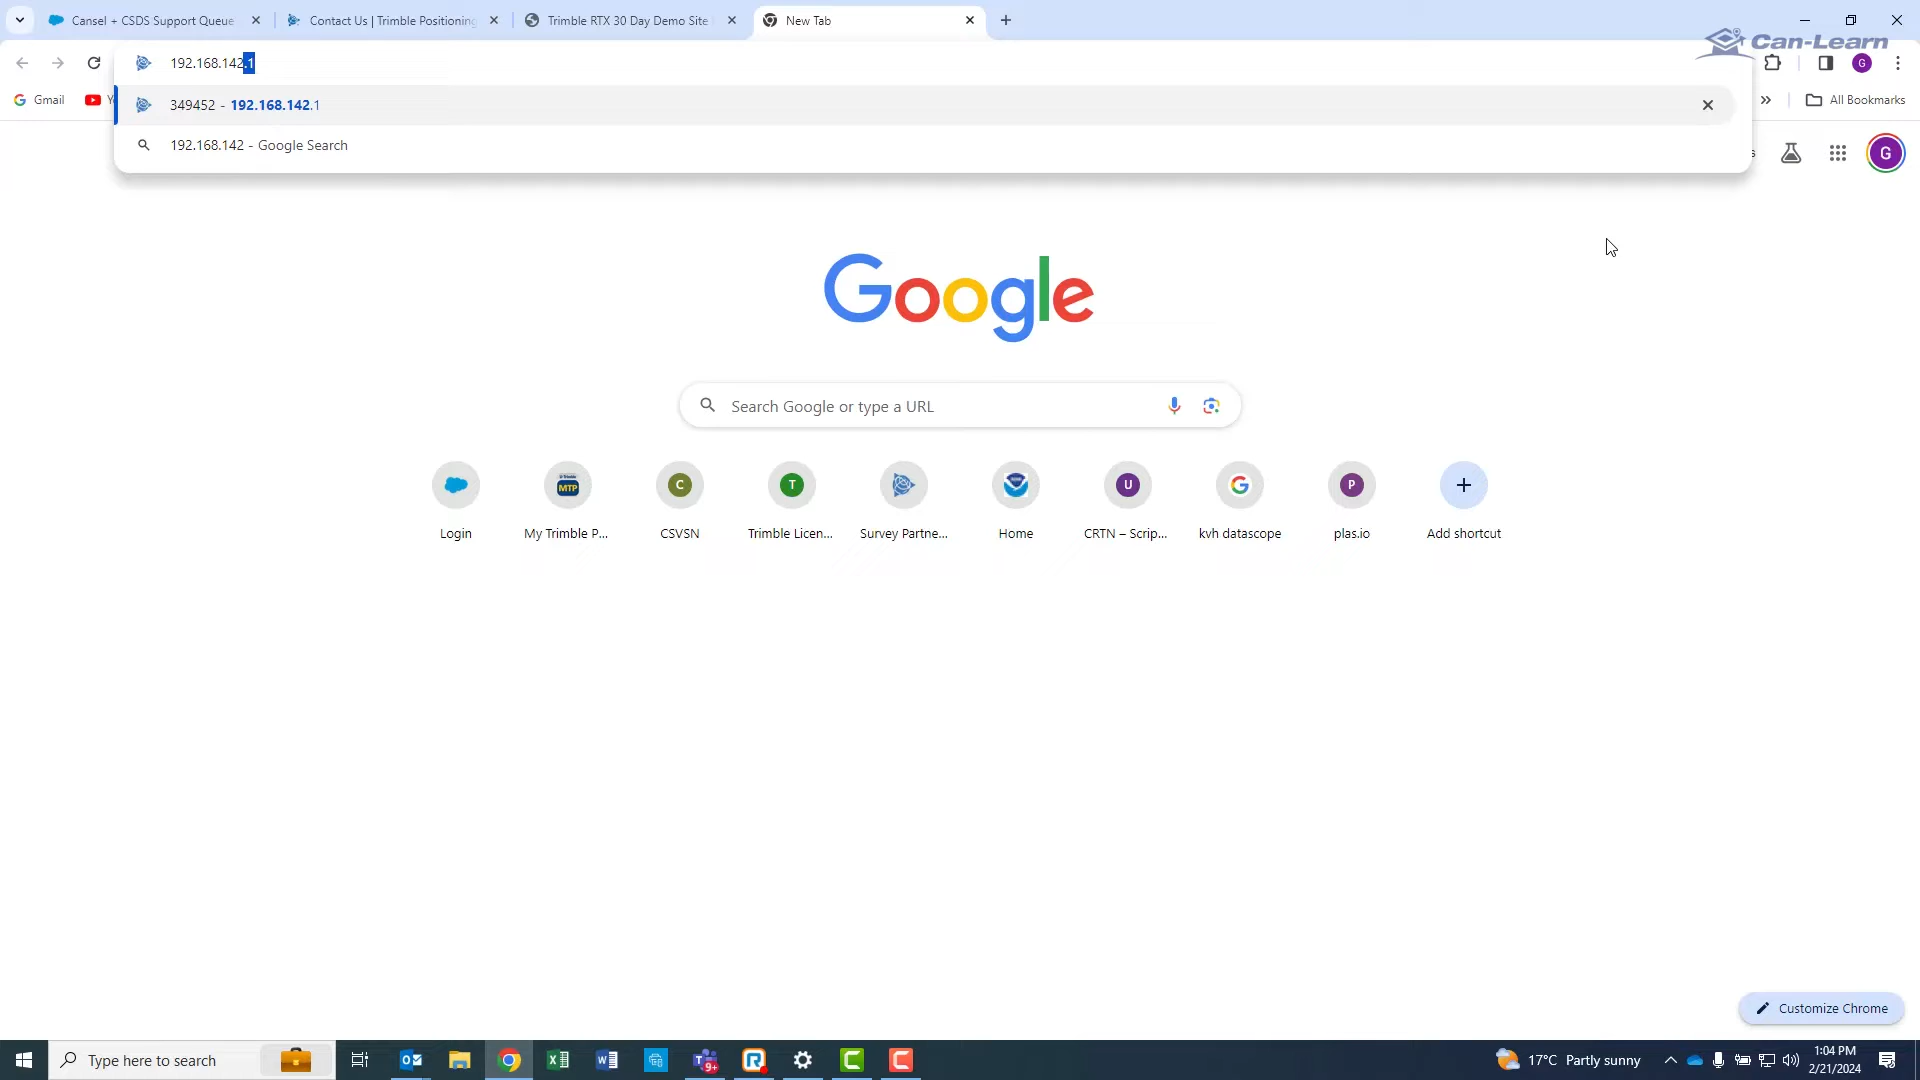 Cansel + CSDS Support Queue
Contact Us | Trimble Positioning
Trimble RTX 30 Day Demo Site
New Tab
Can-Learn
192.168.142.1
G
Gmail
All Bookmarks
349452 - 192.168.142.1
192.168.142 - Google Search
G
Google
Search Google or type a URL
MTP
C
T
U
P
Login
My Trimble P...
CSVSN
Trimble Licen...
Survey Partne...
Home
CRTN – Scrip...
kvh datascope
plas.io
Add shortcut
Customize Chrome
Type here to search
9+
17°C Partly sunny
1:04 PM
2/21/2024